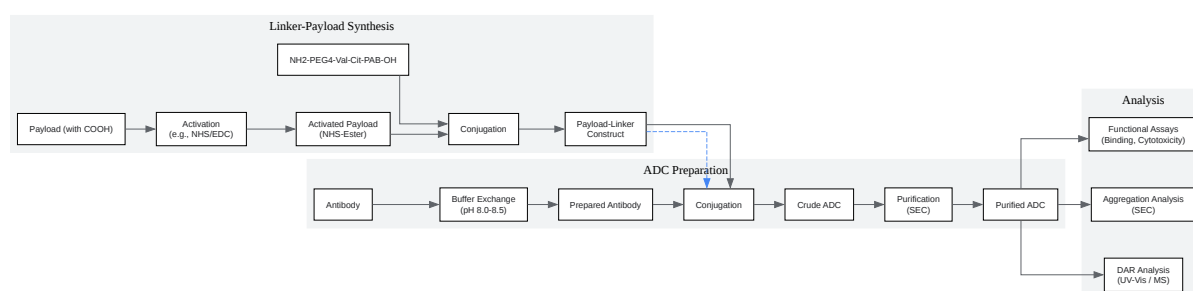 Linker-Payload Synthesis
NH2-PEG4-Val-Cit-PAB-OH
Payload (with COOH)
Activation
(e.g., NHS/EDC)
Activated Payload
(NHS-Ester)
Conjugation
Payload-Linker
Construct
ADC Preparation
Antibody
Buffer Exchange
(pH 8.0-8.5)
Prepared Antibody
Conjugation
Crude ADC
Purification
(SEC)
Purified ADC
Analysis
Functional Assays
(Binding, Cytotoxicity)
Aggregation Analysis
(SEC)
DAR Analysis
(UV-Vis / MS)